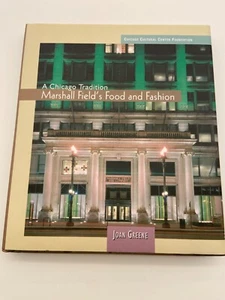 A Chicago Tradition
Marshall Field's Food and Fashion
Joan Greene